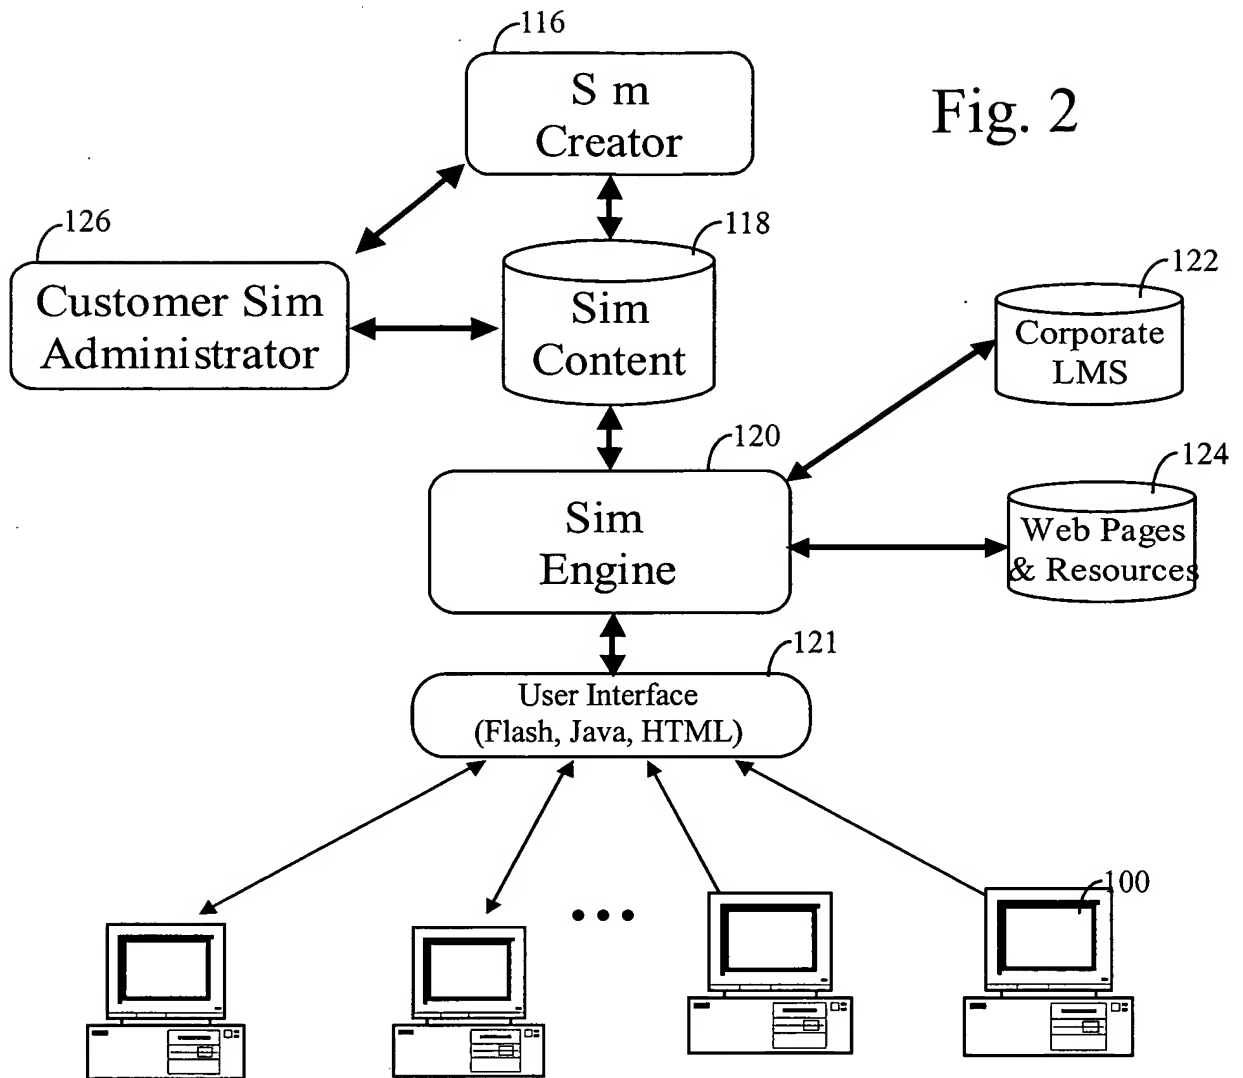 116
S m
Creator
Fig. 2
126
118
Customer Sim
Administrator
Sim
Content
122
Corporate
LMS
120
124
Sim
Engine
Web Pages
& Resources
121
User Interface
(Flash, Java, HTML)
100